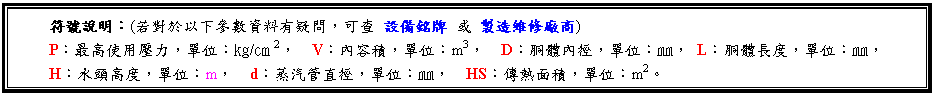 符號說明：(若對於以下參數資料有疑問，可查 設備銘牌 或 製造維修廠商)
P：最高使用壓力，單位：kg/cm²， V：內容積，單位：m³， D：胴體內徑，單位：㎜， L：胴體長度，單位：㎜，
H：水頭高度，單位：m， d：蒸汽管直徑，單位：㎜， HS：傳熱面積，單位：m²。